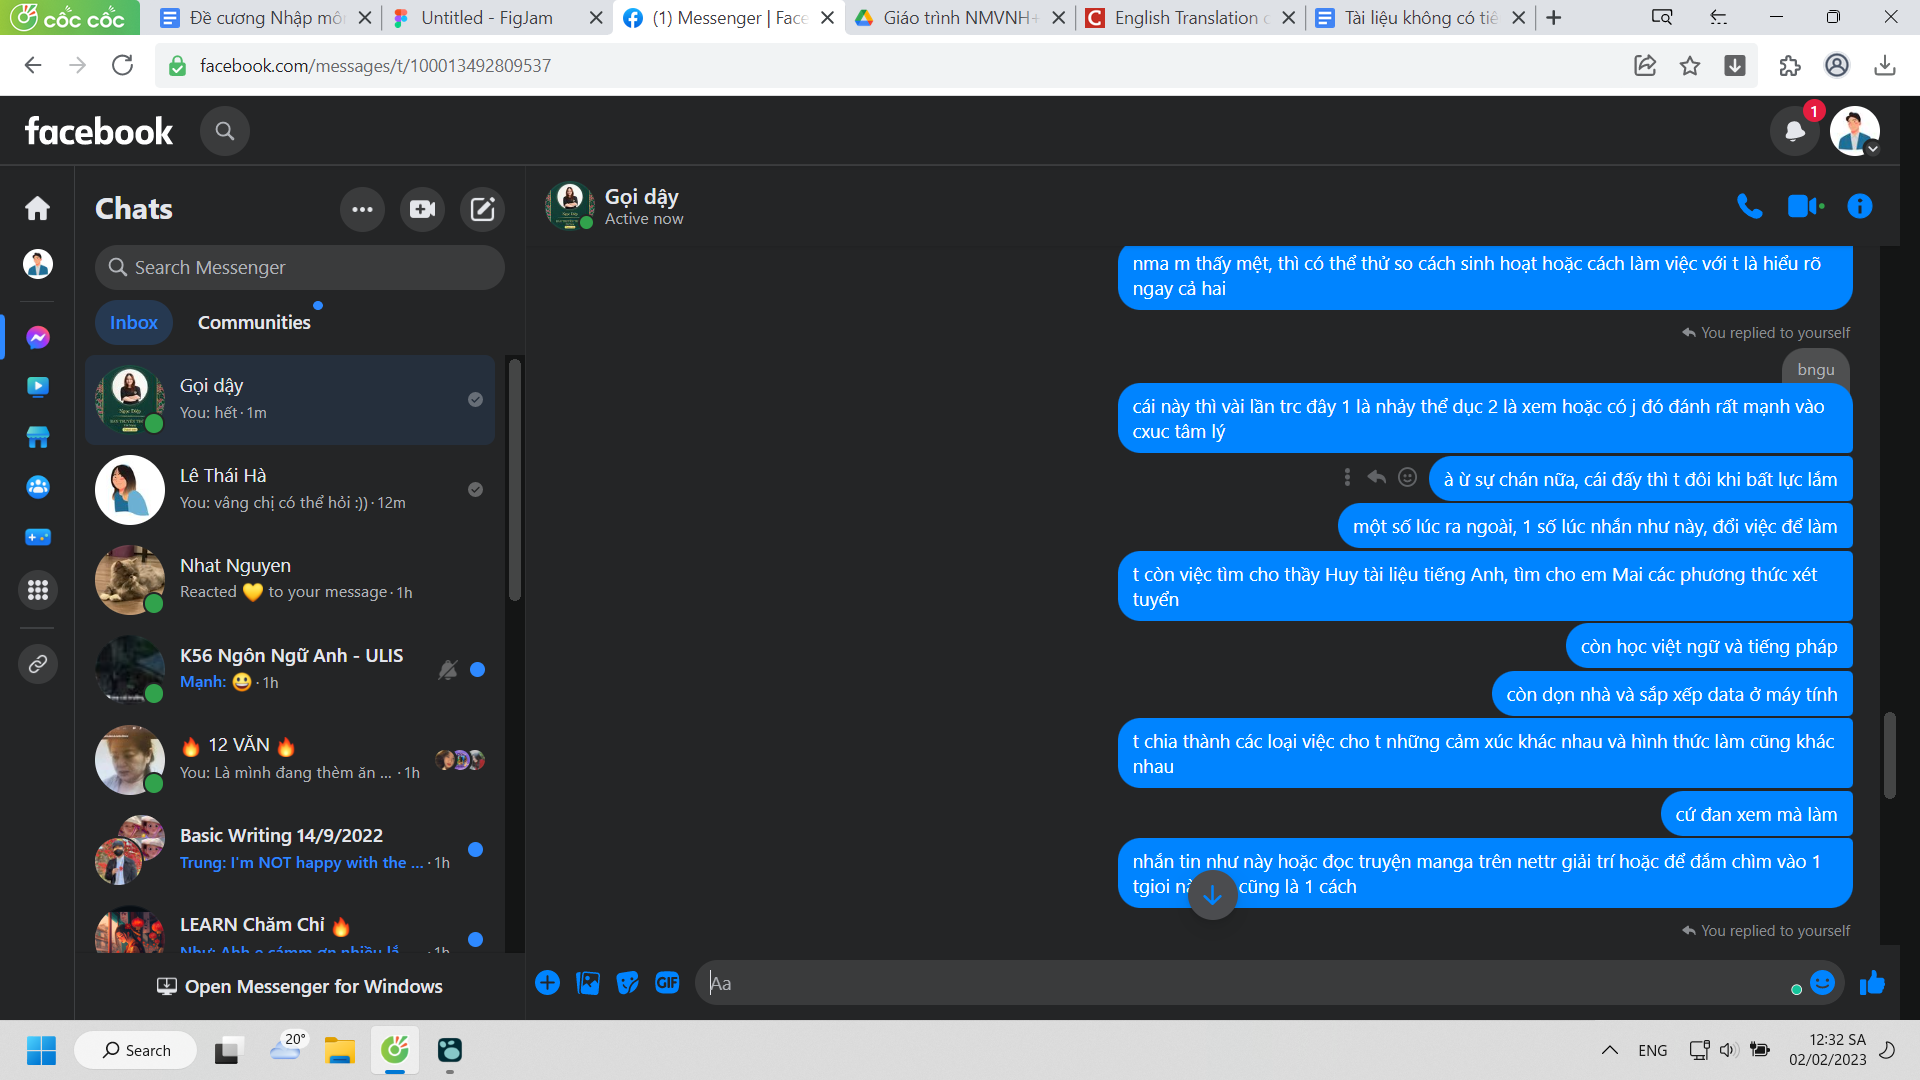 cốc cốc
Đề cương Nhập môn
Untitled - FigJam
(1) Messenger | Face
Giáo trình NMVNH+
English Translation
Tài liệu không có tiê
facebook.com/messages/t/100013492809537
facebook
1
Chats
Search Messenger
Inbox
Communities
Gọi dậy
You: hết · 1m
Lê Thái Hà
You: vâng chị có thể hỏi :)) · 12m
Nhat Nguyen
Reacted 💛 to your message · 1h
K56 Ngôn Ngữ Anh - ULIS
Mạnh: 😀 · 1h
🔥 12 VĂN 🔥
You: Là mình đang thèm ăn ... · 1h
Basic Writing 14/9/2022
Trung: I'm NOT happy with the ... · 1h
LEARN Chăm Chỉ 🔥
Open Messenger for Windows
Gọi dậy
Active now
nma m thấy mệt, thì có thể thử so cách sinh hoạt hoặc cách làm việc với t là hiểu rõ
ngay cả hai
You replied to yourself
bngu
cái này thì vài lần trc đây 1 là nhảy thể dục 2 là xem hoặc có j đó đánh rất mạnh vào
cxuc tâm lý
à ừ sự chán nữa, cái đấy thì t đôi khi bất lực lắm
một số lúc ra ngoài, 1 số lúc nhắn như này, đổi việc để làm
t còn việc tìm cho thầy Huy tài liệu tiếng Anh, tìm cho em Mai các phương thức xét
tuyển
còn học việt ngữ và tiếng pháp
còn dọn nhà và sắp xếp data ở máy tính
t chia thành các loại việc cho t những cảm xúc khác nhau và hình thức làm cũng khác
nhau
cứ đan xem mà làm
nhắn tin như này hoặc đọc truyện manga trên nettr giải trí hoặc để đắm chìm vào 1
tgioi cũng là 1 cách
You replied to yourself
GIF
Aa
Search
20°
ENG
12:32 SA
02/02/2023